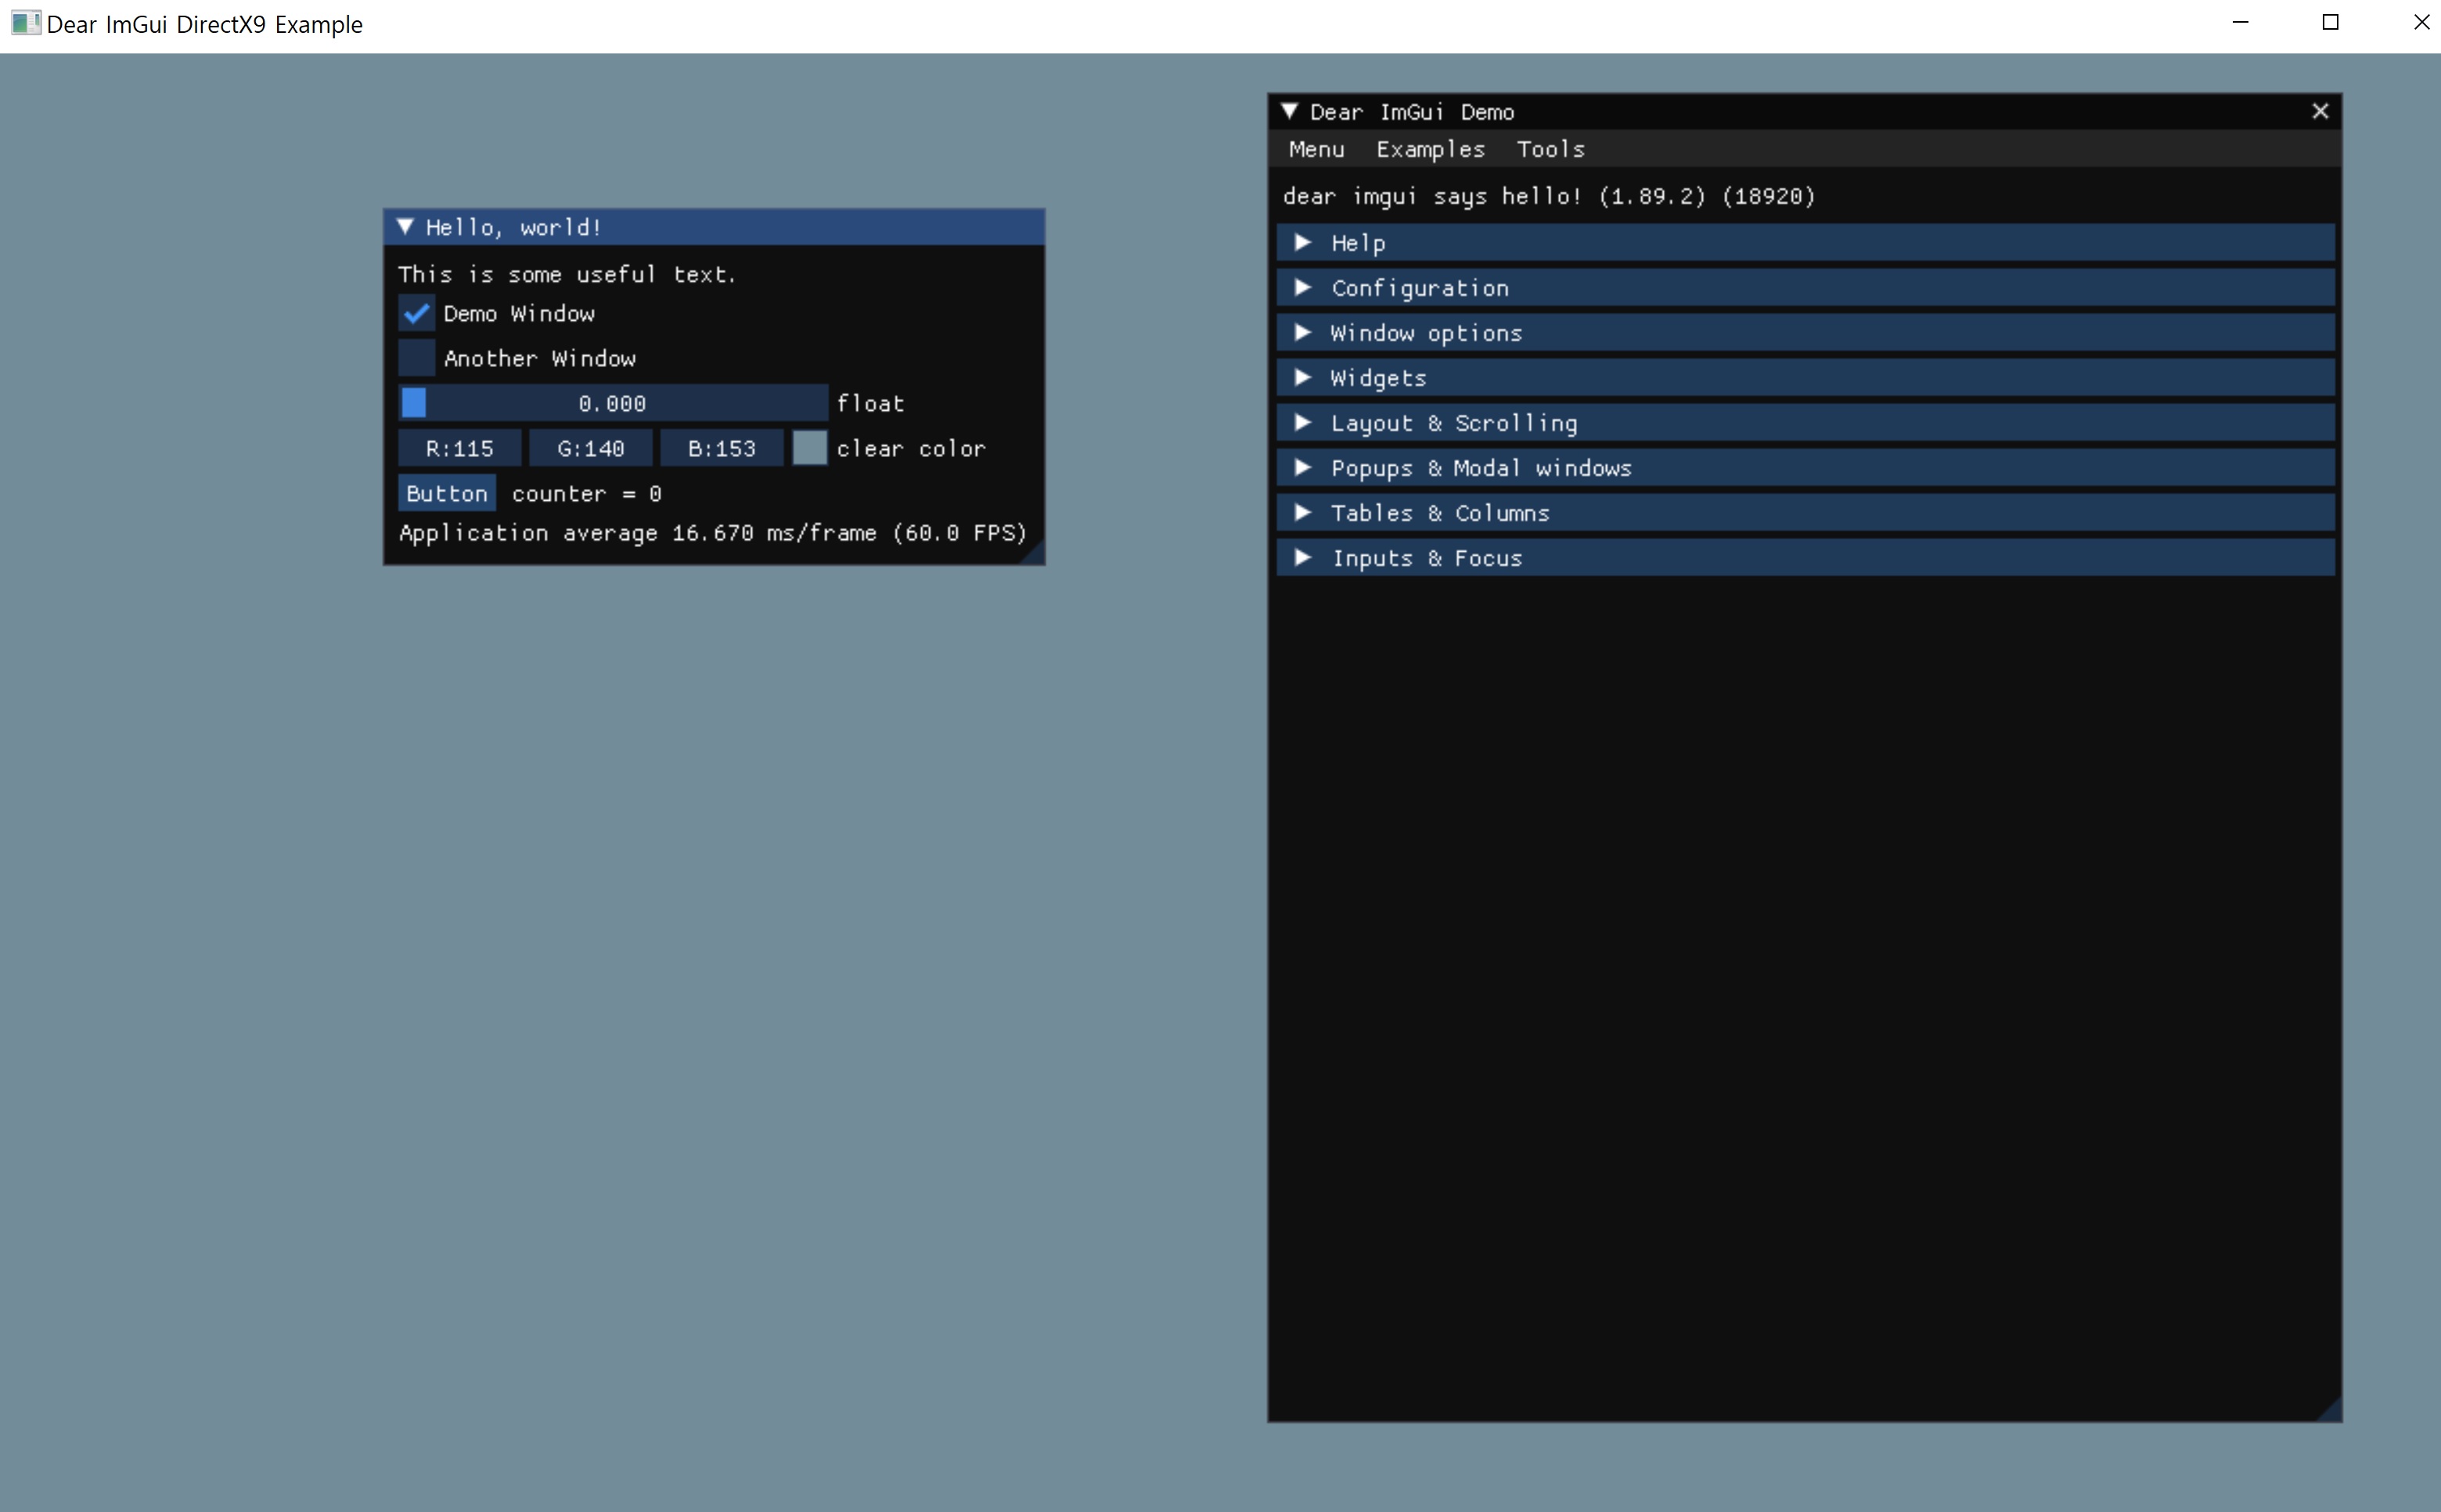 Dear ImGui DirectX9 Example
Hello, world!
This is some useful text.
Demo Window
Another Window
0.000 float
R:115 G:140 B:153 clear color
Button counter = 0
Application average 16.670 ms/frame (60.0 FPS)
Dear ImGui Demo
Menu Examples Tools
dear imgui says hello! (1.89.2) (18920)
Help
Configuration
Window options
Widgets
Layout & Scrolling
Popups & Modal windows
Tables & Columns
Inputs & Focus